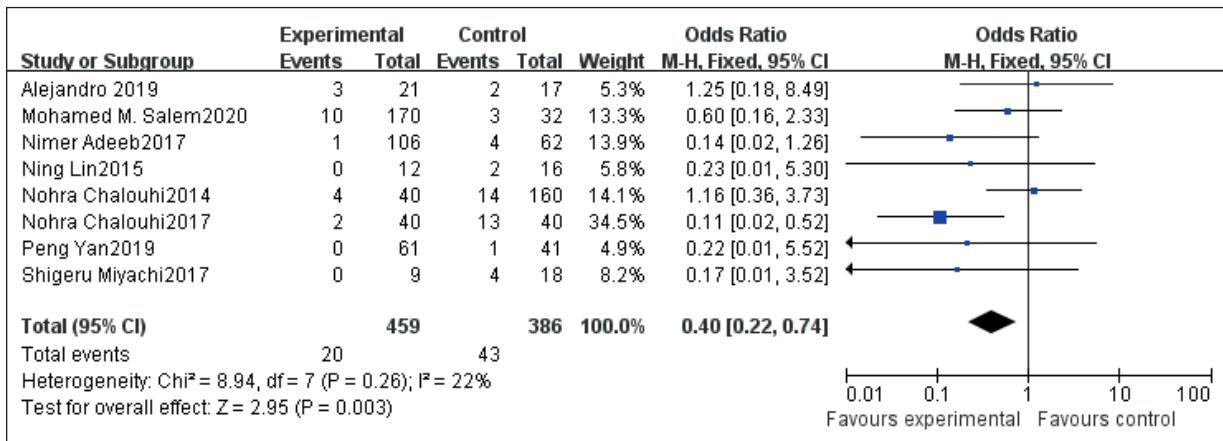 Experimental Control Odds Ratio Odds Ratio
Study or Subgroup Events Total Events Total Weight M-H, Fixed, 95% CI M-H, Fixed, 95% CI
Alejandro 2019 3 21 2 17 5.3% 1.25 [0.18, 8.49]
Mohamed M. Salem2020 10 170 3 32 13.3% 0.60 [0.16, 2.33]
Nimer Adeeb2017 1 106 4 62 13.9% 0.14 [0.02, 1.26]
Ning Lin2015 0 12 2 16 5.8% 0.23 [0.01, 5.30]
Nohra Chalouhi2014 4 40 14 160 14.1% 1.16 [0.36, 3.73]
Nohra Chalouhi2017 2 40 13 40 34.5% 0.11 [0.02, 0.52]
Peng Yan2019 0 61 1 41 4.9% 0.22 [0.01, 5.52]
Shigeru Miyachi2017 0 9 4 18 8.2% 0.17 [0.01, 3.52]
Total (95% CI) 459 386 100.0% 0.40 [0.22, 0.74]
Total events 20 43
Heterogeneity: Chi² = 8.94, df = 7 (P = 0.26); I² = 22%
Test for overall effect: Z = 2.95 (P = 0.003)
0.01 0.1 1 10 100
Favours experimental Favours control